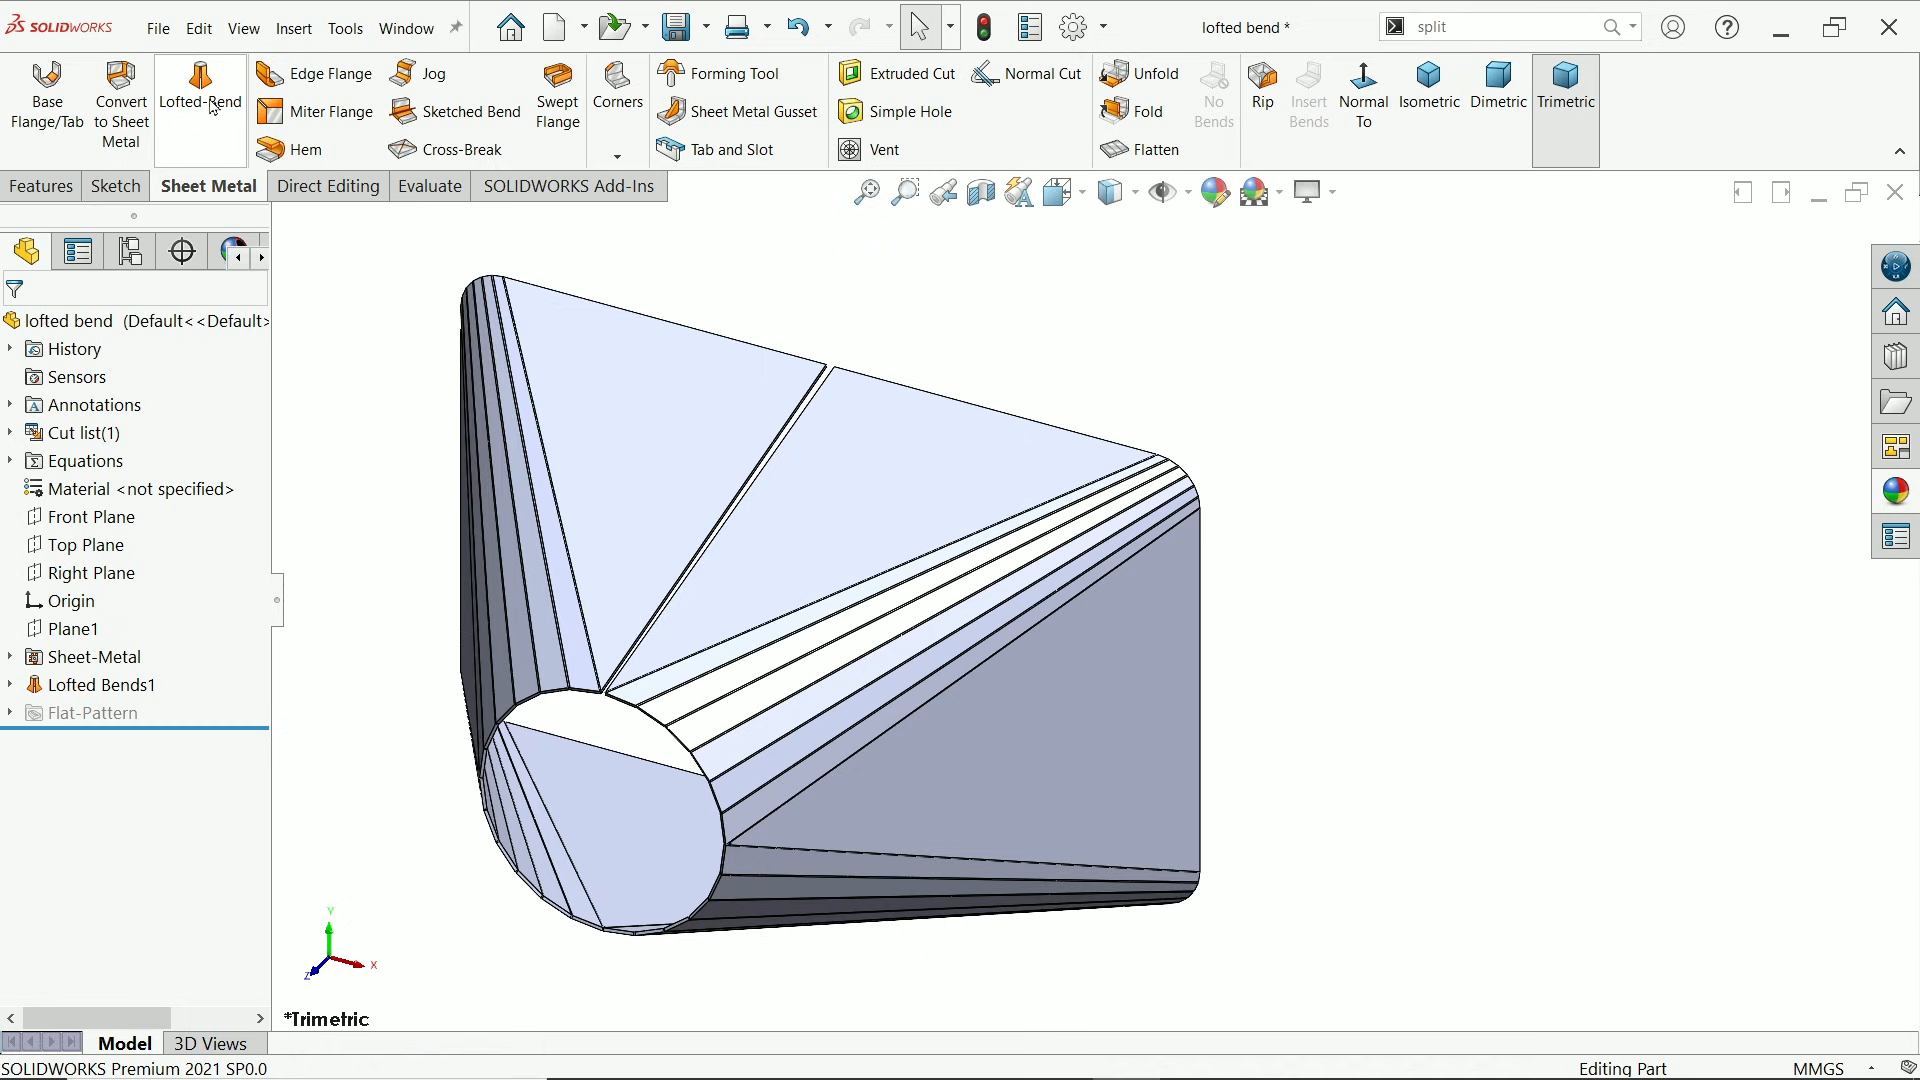 SOLIDWORKS File Edit View Insert Tools Window
lofted bend *
split
Base Flange/Tab
Convert to Sheet Metal
Lofted-Bend
Edge Flange
Miter Flange
Hem
Jog
Sketched Bend
Cross-Break
Swept Flange
Corners
Forming Tool
Sheet Metal Gusset
Tab and Slot
Extruded Cut
Simple Hole
Vent
Normal Cut
Unfold
Fold
Flatten
No Bends
Rip
Insert Bends
Normal To
Isometric
Dimetric
Trimetric
Features Sketch Sheet Metal Direct Editing Evaluate SOLIDWORKS Add-Ins
lofted bend (Default<<Default>
History
Sensors
Annotations
Cut list(1)
Equations
Material <not specified>
Front Plane
Top Plane
Right Plane
Origin
Plane1
Sheet-Metal
Lofted Bends1
Flat-Pattern
Y
X
Z
*Trimetric
Model 3D Views
SOLIDWORKS Premium 2021 SP0.0
Editing Part
MMGS